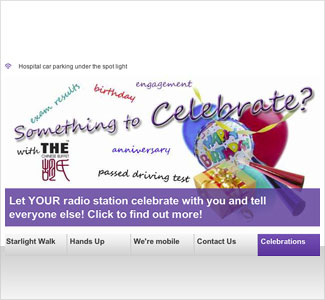 Hospital car parking under the spot light
engagement
birthday
exam results
Something to Celebrate?
with THE
CHINESE BUFFET
anniversary
passed driving test
Let YOUR radio station celebrate with you and tell
everyone else! Click to find out more!
Starlight Walk
Hands Up
We're mobile
Contact Us
Celebrations